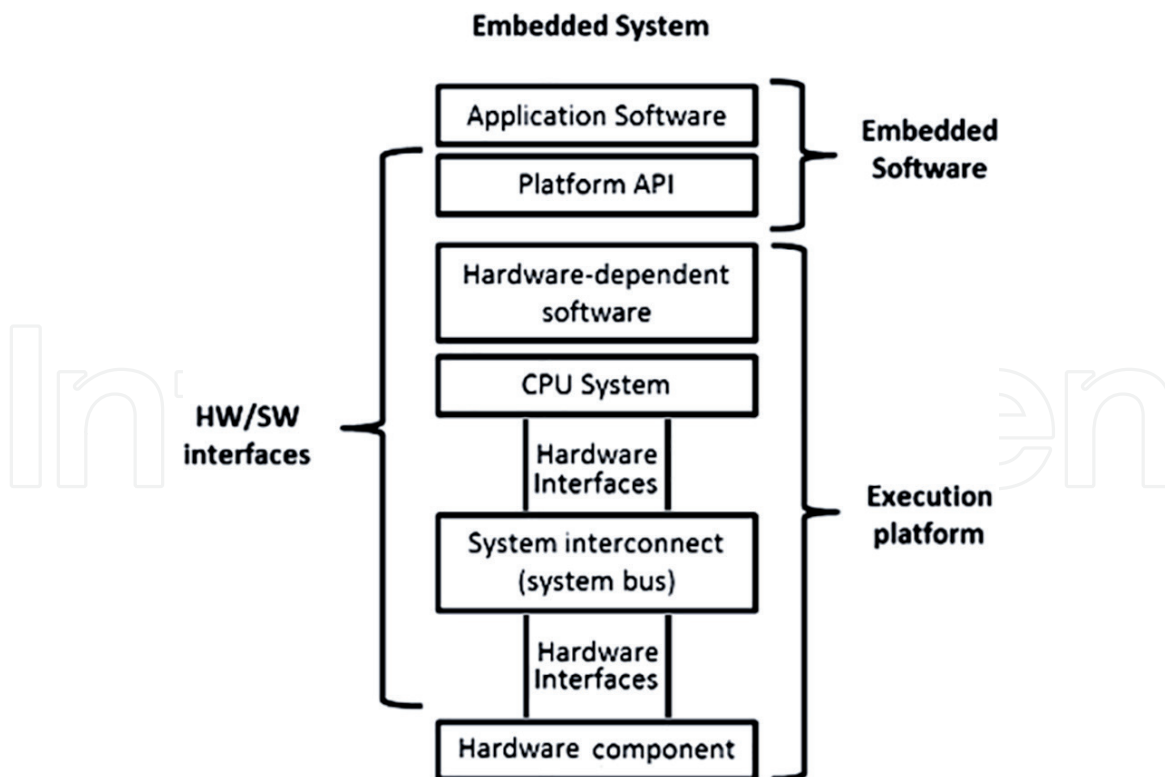 Embedded System
Application Software
Platform API
Embedded
Software
Hardware-dependent
software
CPU System
HW/SW
interfaces
Hardware
Interfaces
Execution
platform
System interconnect
(system bus)
Hardware
Interfaces
Hardware component